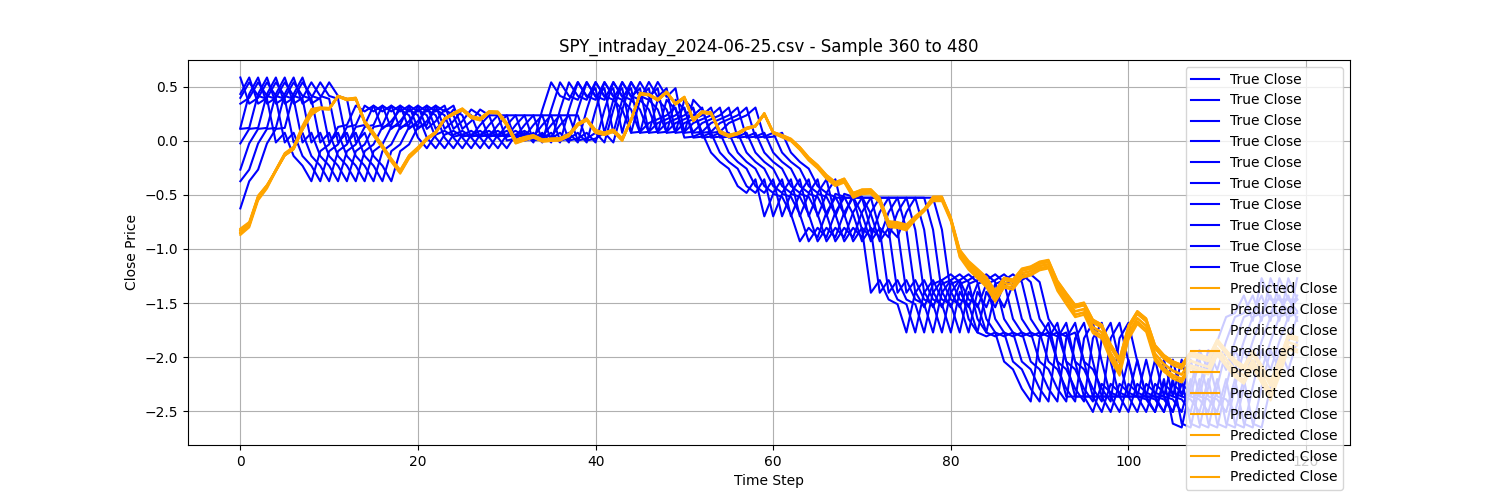 SPY_intraday_2024-06-25.csv - Sample 360 to 480
Close Price
0.5
0.0
−0.5
−1.0
−1.5
−2.0
−2.5
True Close
True Close
True Close
True Close
True Close
True Close
True Close
True Close
True Close
True Close
Predicted Close
Predicted Close
Predicted Close
Predicted Close
Predicted Close
Predicted Close
Predicted Close
Predicted Close
Predicted Close
Predicted Close
0 20 40 60 80 100 120
Time Step